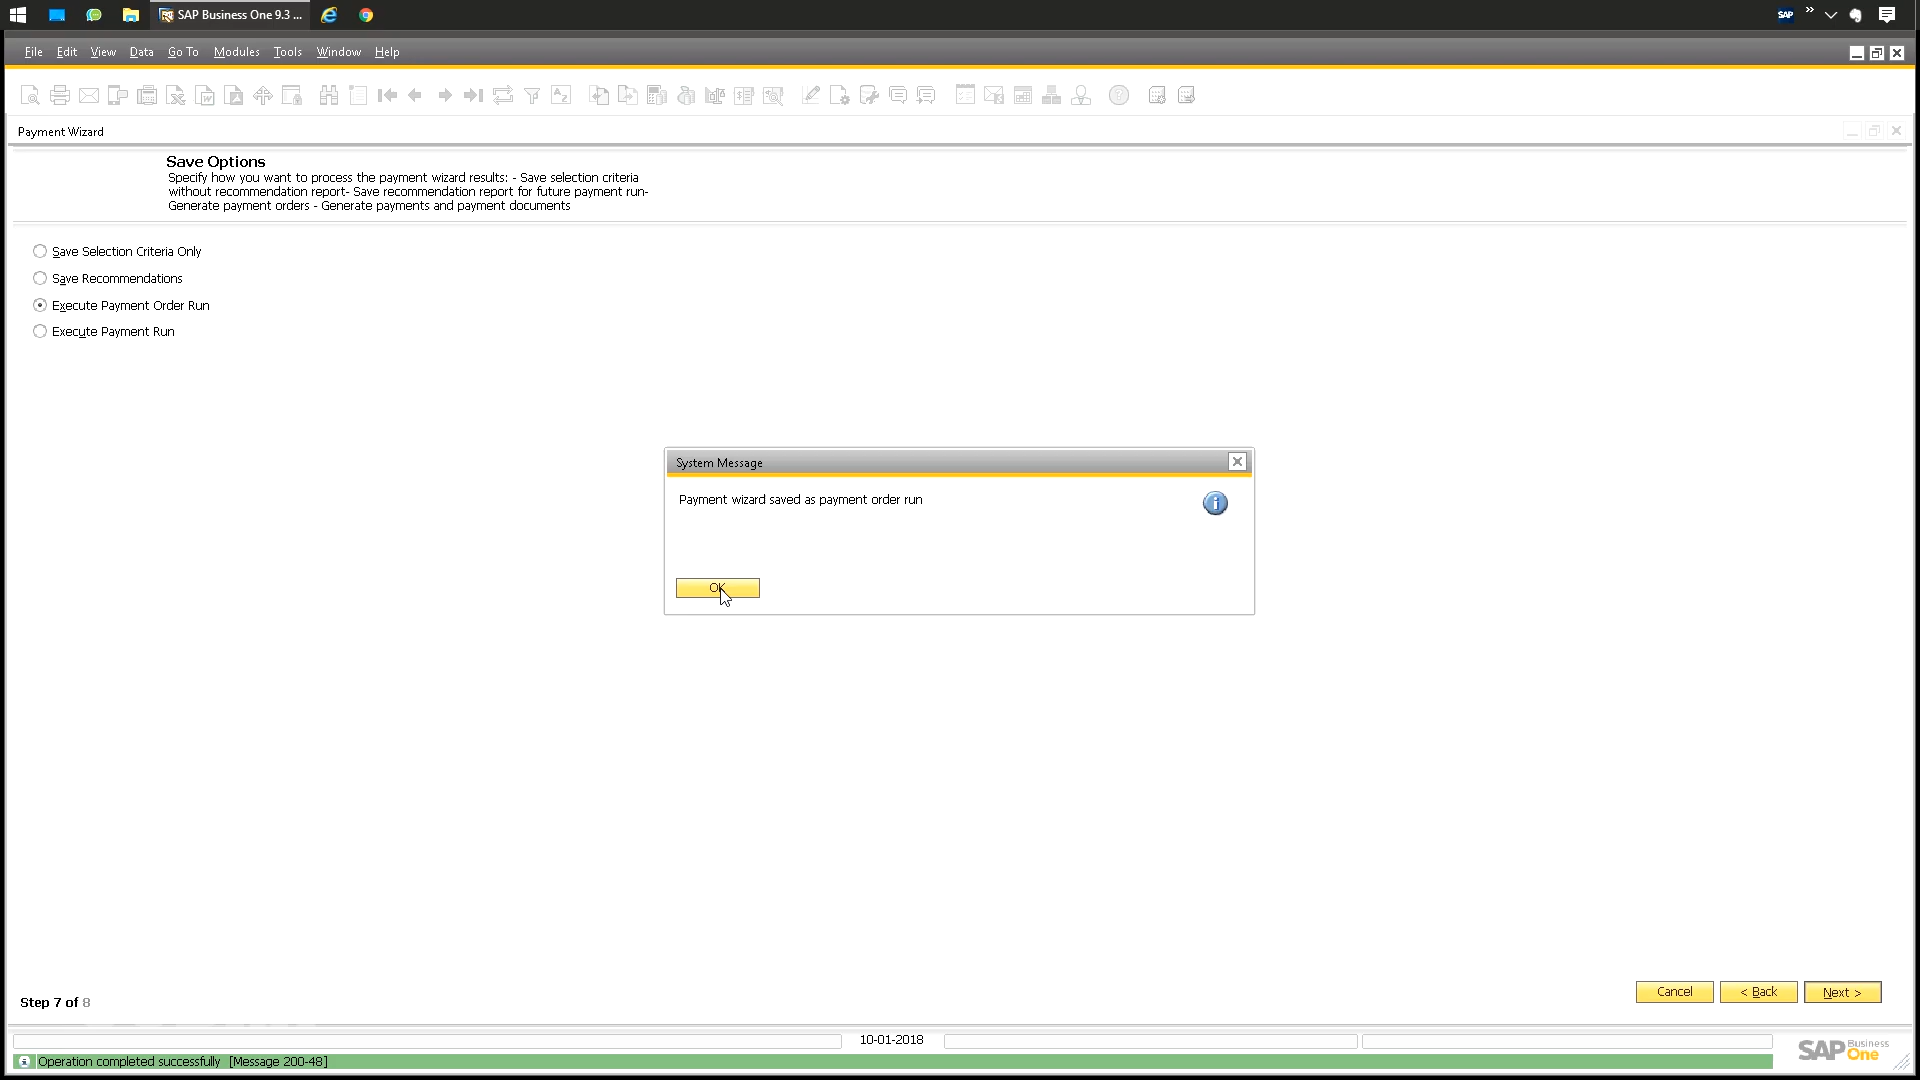 SAP Business One 9.3 ...
SAP
File Edit View Data Go To Modules Tools Window Help
Payment Wizard
Save Options
Specify how you want to process the payment wizard results: - Save selection criteria
without recommendation report- Save recommendation report for future payment run-
Generate payment orders - Generate payments and payment documents
Save Selection Criteria Only
Save Recommendations
Execute Payment Order Run
Execute Payment Run
System Message
Payment wizard saved as payment order run
OK
Step 7 of 8
Cancel < Back Next >
10-01-2018
Operation completed successfully [Message 200-48]
SAP Business One